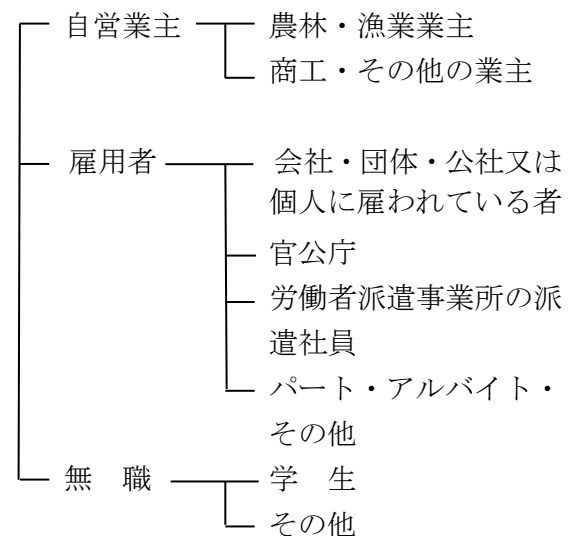 自営業主 農林・漁業業主
商工・その他の業主
雇用者 会社・団体・公社又は
個人に雇われている者
官公庁
労働者派遣事業所の派
遣社員
パート・アルバイト・
その他
無　職 学　生
その他